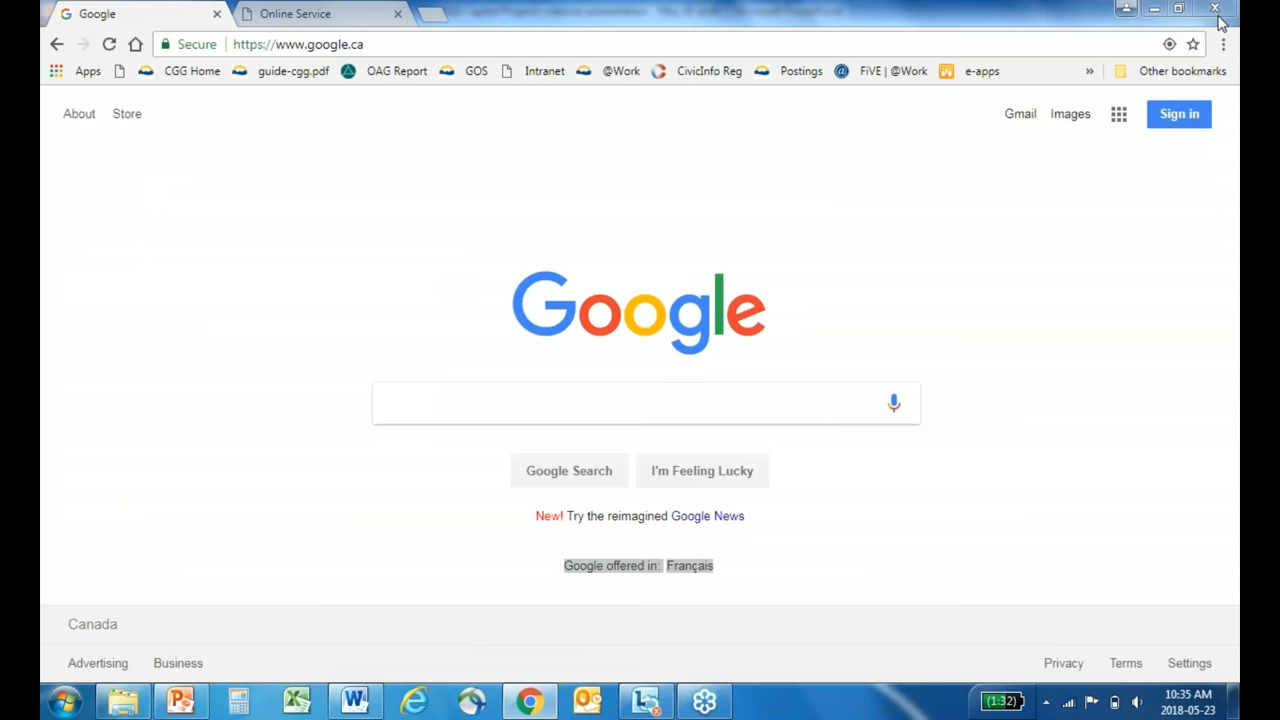 Google
Online Service
Secure
https://www.google.ca
Apps
CGG Home
guide-cgg.pdf
OAG Report
GOS
Intranet
@Work
CivicInfo Reg
Postings
FiVE | @Work
e-apps
»
Other bookmarks
About
Store
Gmail
Images
Sign in
Google
Google Search
I'm Feeling Lucky
New! Try the reimagined Google News
Google offered in: Français
Canada
Advertising
Business
Privacy
Terms
Settings
(1:32)
10:35 AM
2018-05-23